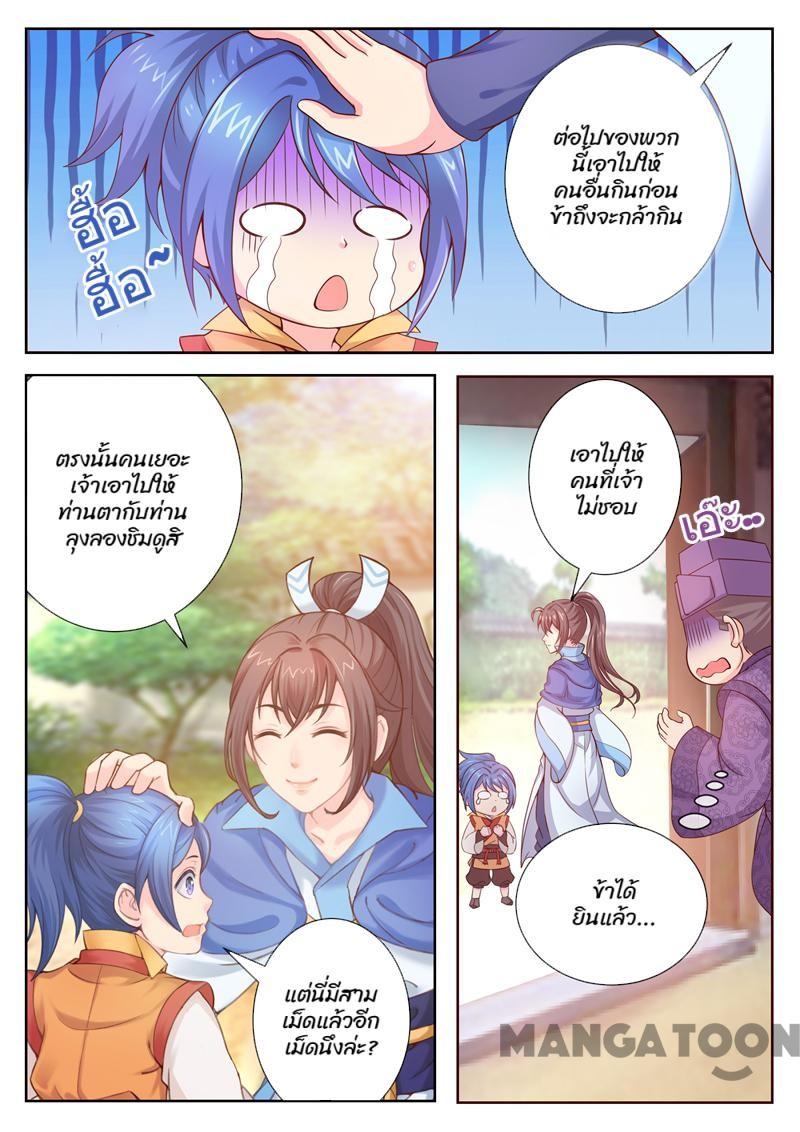 ต่อไปของพวก
นี้เอาไปให้
คนอื่นกินก่อน
ข้าถึงจะกล้ากิน
ฮื้อ
ฮื้อ~
ตรงนั้นคนเยอะ
เจ้าเอาไปให้
ท่านตากับท่าน
ลุงลองชิมดูสิ
แต่นี่มีสาม
เม็ดแล้วอีก
เม็ดนึงล่ะ?
เอาไปให้
คนที่เจ้า
ไม่ชอบ
เอ๊ะ..
ข้าได้
ยินแล้ว...
MANGATOON